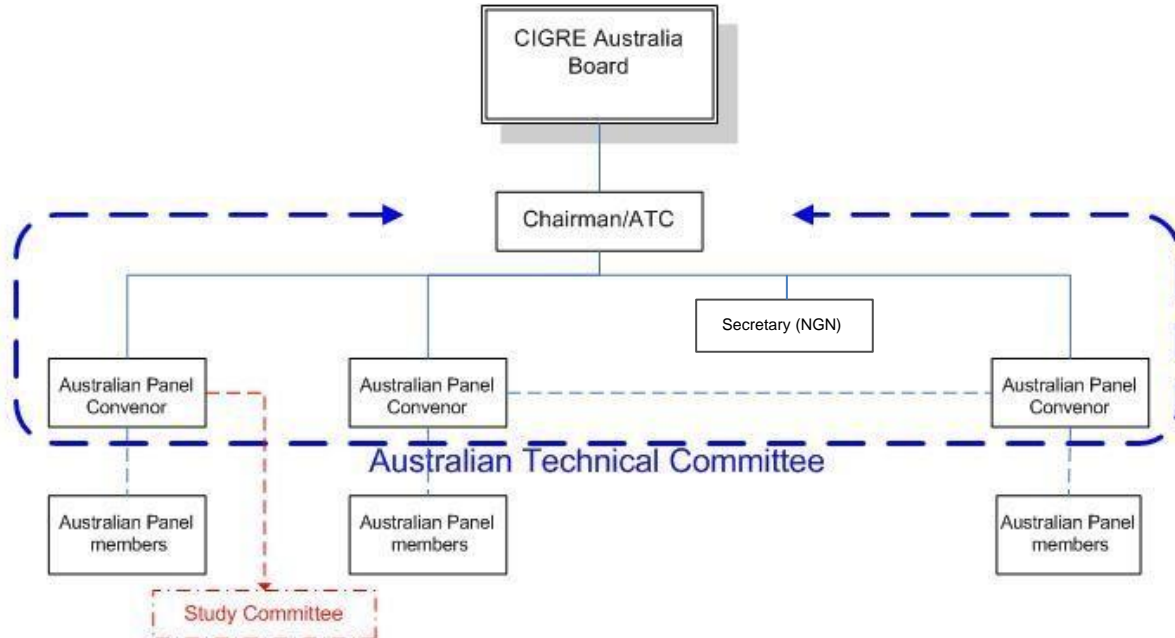 CIGRE Australia
Board
Chairman/ATC
Secretary (NGN)
Australian Panel
Convenor
Australian Panel
Convenor
Australian Panel
Convenor
Australian Technical Committee
Australian Panel
members
Australian Panel
members
Australian Panel
members
Study Committee